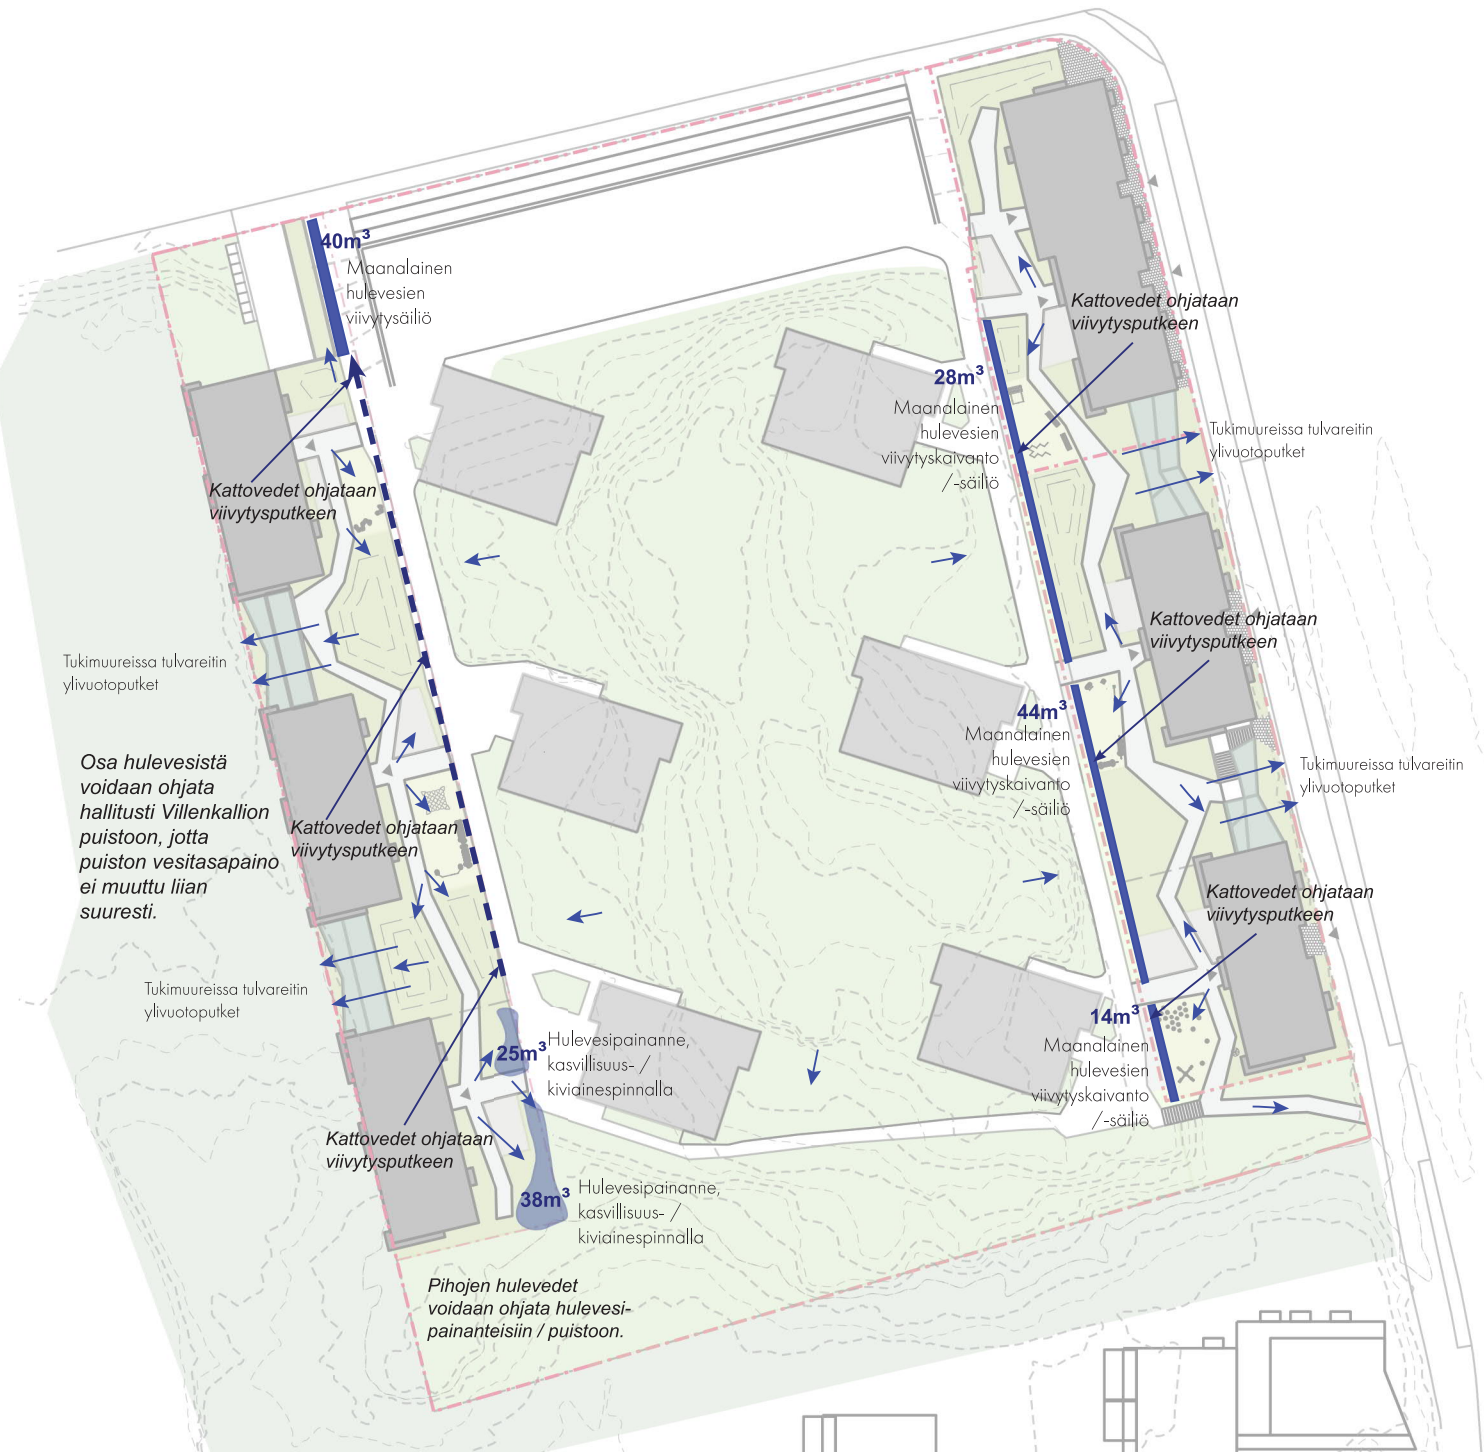 40m³
Maanalainen
hulevesien
viivytysäiliö
Kattovedet ohjataan
viivytysputkeen
28m³
Maanalainen
hulevesien
viivytyskaivanto
/-säiliö
Tukimuureissa tulvareitin
ylivuotoputket
Kattovedet ohjataan
viivytysputkeen
Kattovedet ohjataan
viivytysputkeen
Tukimuureissa tulvareitin
ylivuotoputket
44m³
Maanalainen
hulevesien
viivytyskaivanto
/-säiliö
Tukimuureissa tulvareitin
ylivuotoputket
Osa hulevesistä
voidaan ohjata
hallitusti Villenkallion
puistoon, jotta
puiston vesitasapaino
ei muuttu liian
suuresti.
Kattovedet ohjataan
viivytysputkeen
Kattovedet ohjataan
viivytysputkeen
Tukimuureissa tulvareitin
ylivuotoputket
14m³
Maanalainen
hulevesien
viivytyskaivanto
/-säiliö
25m³
Hulevesipainanne,
kasvillisuus- /
kiviainespinnalla
Kattovedet ohjataan
viivytysputkeen
38m³
Hulevesipainanne,
kasvillisuus- /
kiviainespinnalla
Pihojen hulevedet
voidaan ohjata hulevesi-
painanteisiin / puistoon.